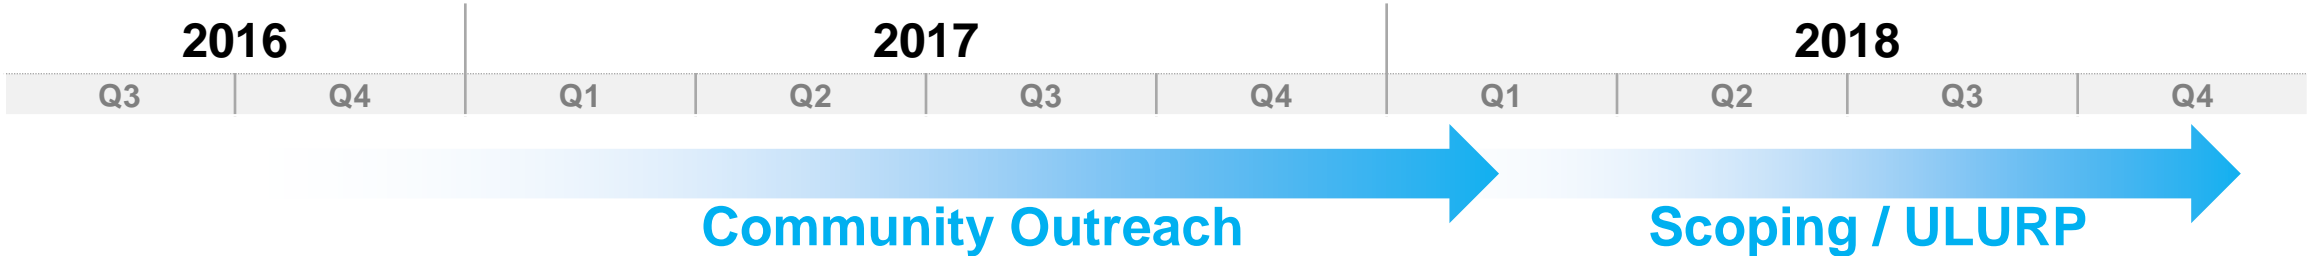 2016 2017 2018
Q3 Q4 Q1 Q2 Q3 Q4 Q1 Q2 Q3 Q4
Community Outreach Scoping / ULURP